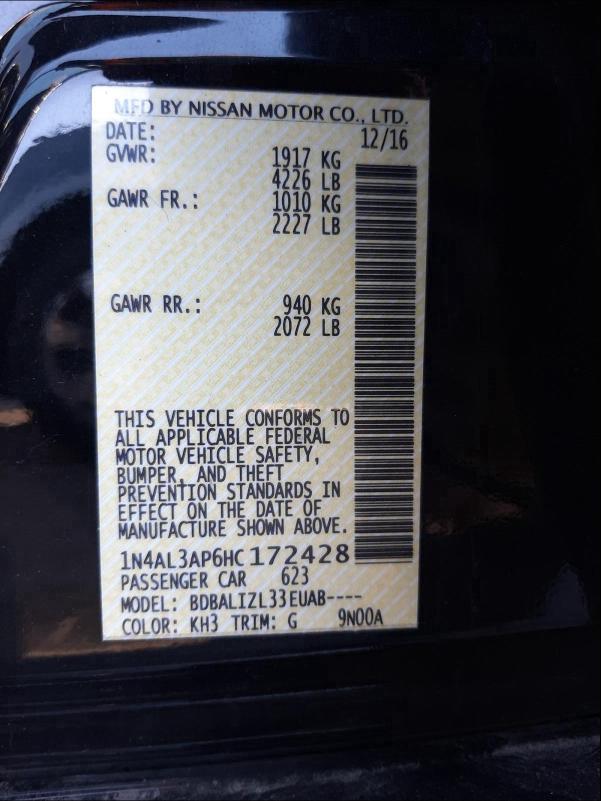 MFD BY NISSAN MOTOR CO., LTD.
DATE: 12/16
GVWR: 1917 KG
4226 LB
GAWR FR.: 1010 KG
2227 LB
GAWR RR.: 940 KG
2072 LB
THIS VEHICLE CONFORMS TO
ALL APPLICABLE FEDERAL
MOTOR VEHICLE SAFETY,
BUMPER, AND THEFT
PREVENTION STANDARDS IN
EFFECT ON THE DATE OF
MANUFACTURE SHOWN ABOVE.
1N4AL3AP6HC172428
PASSENGER CAR 623
MODEL: BDBALIZL33EUAB----
COLOR: KH3 TRIM: G 9N00A